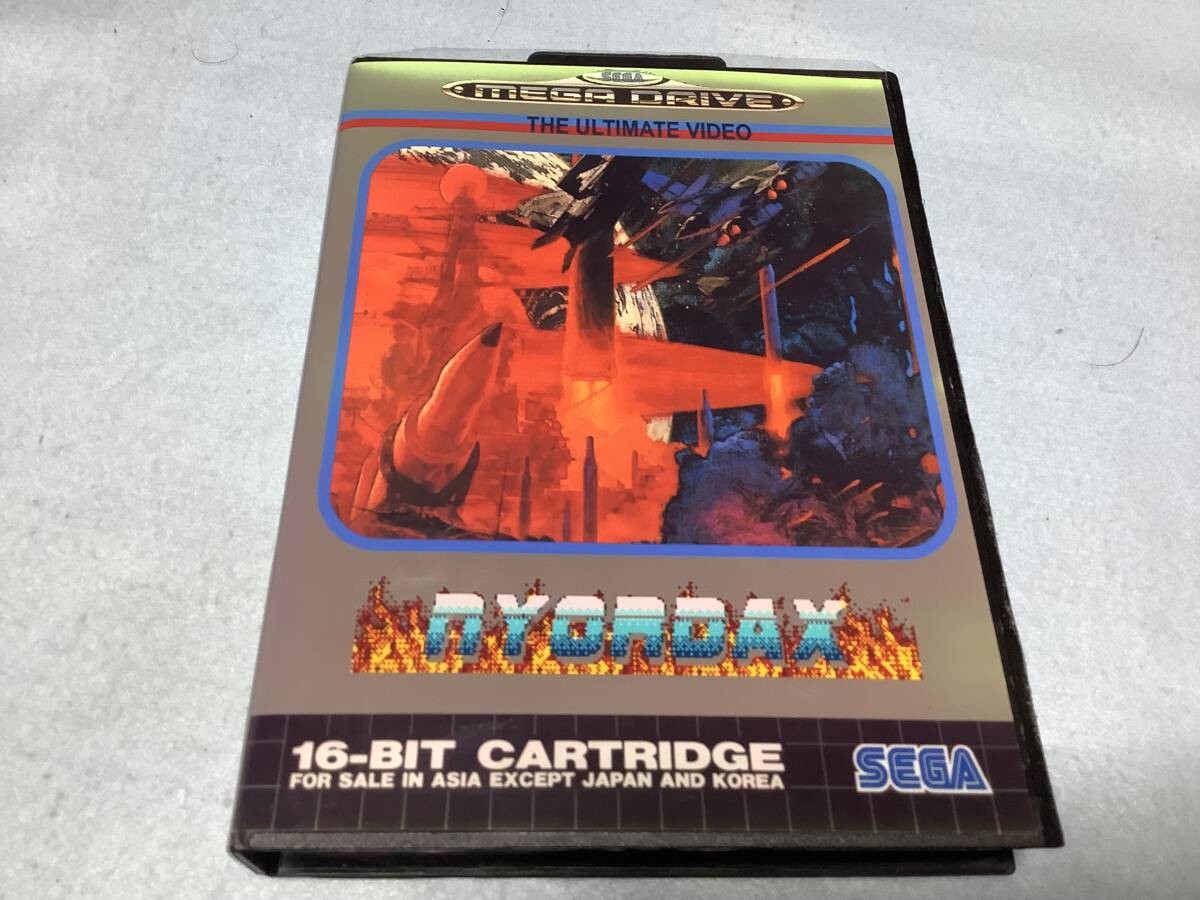 SEGA
MEGA DRIVE
THE ULTIMATE VIDEO
NYORDAX
16-BIT CARTRIDGE
FOR SALE IN ASIA EXCEPT JAPAN AND KOREA
SEGA